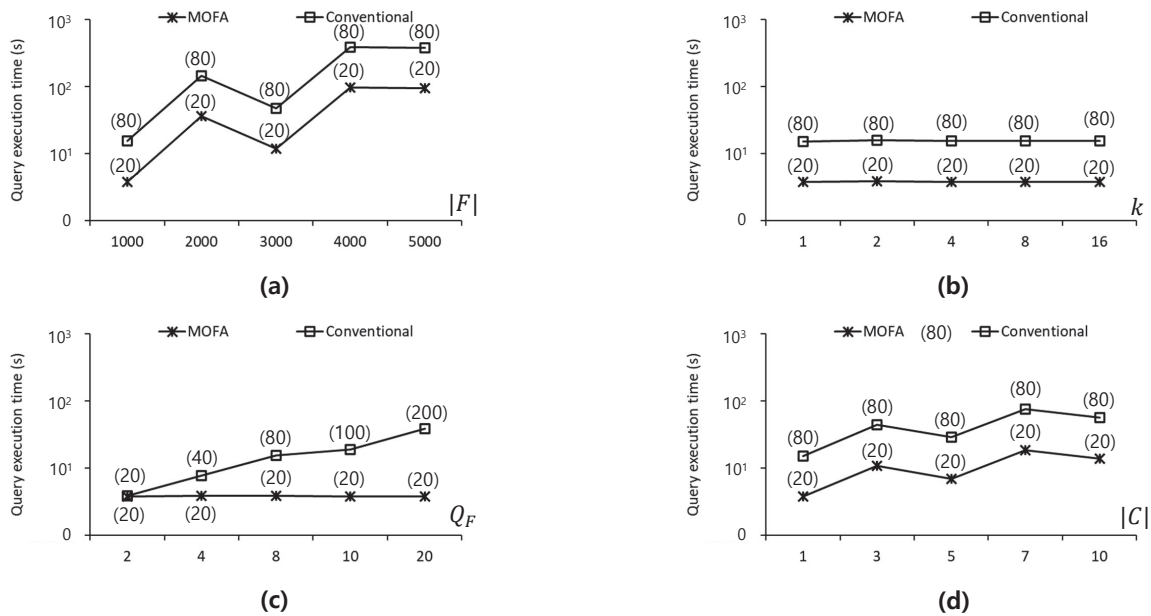 MOFA Conventional
Query execution time (s)
10³
10²
10¹
0
(80) (80) (80) (80) (80)
(20) (20) (20) (20) (20)
1000 2000 3000 4000 5000
|F|
(a)
MOFA Conventional
Query execution time (s)
10³
10²
10¹
0
(80) (80) (80) (80) (80)
(20) (20) (20) (20) (20)
1 2 4 8 16
k
(b)
MOFA Conventional
Query execution time (s)
10³
10²
10¹
0
(20) (40) (80) (100) (200)
(20) (20) (20) (20) (20)
2 4 8 10 20
Q_F
(c)
MOFA (80) Conventional
Query execution time (s)
10³
10²
10¹
0
(80) (80) (80) (80) (80)
(20) (20) (20) (20) (20)
1 3 5 7 10
|C|
(d)